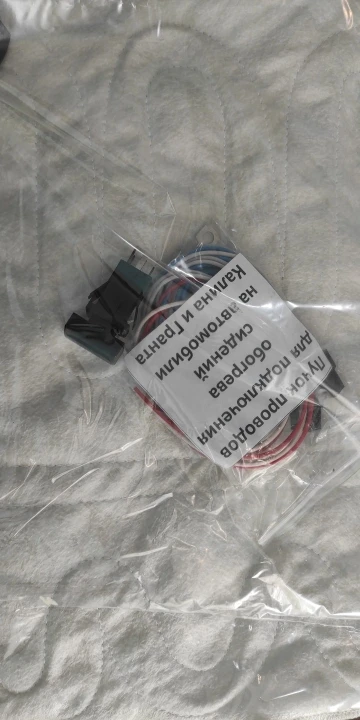 Пучок проводов
для подключения
обогрева
сидений
на автомобили
Калина и Гранта